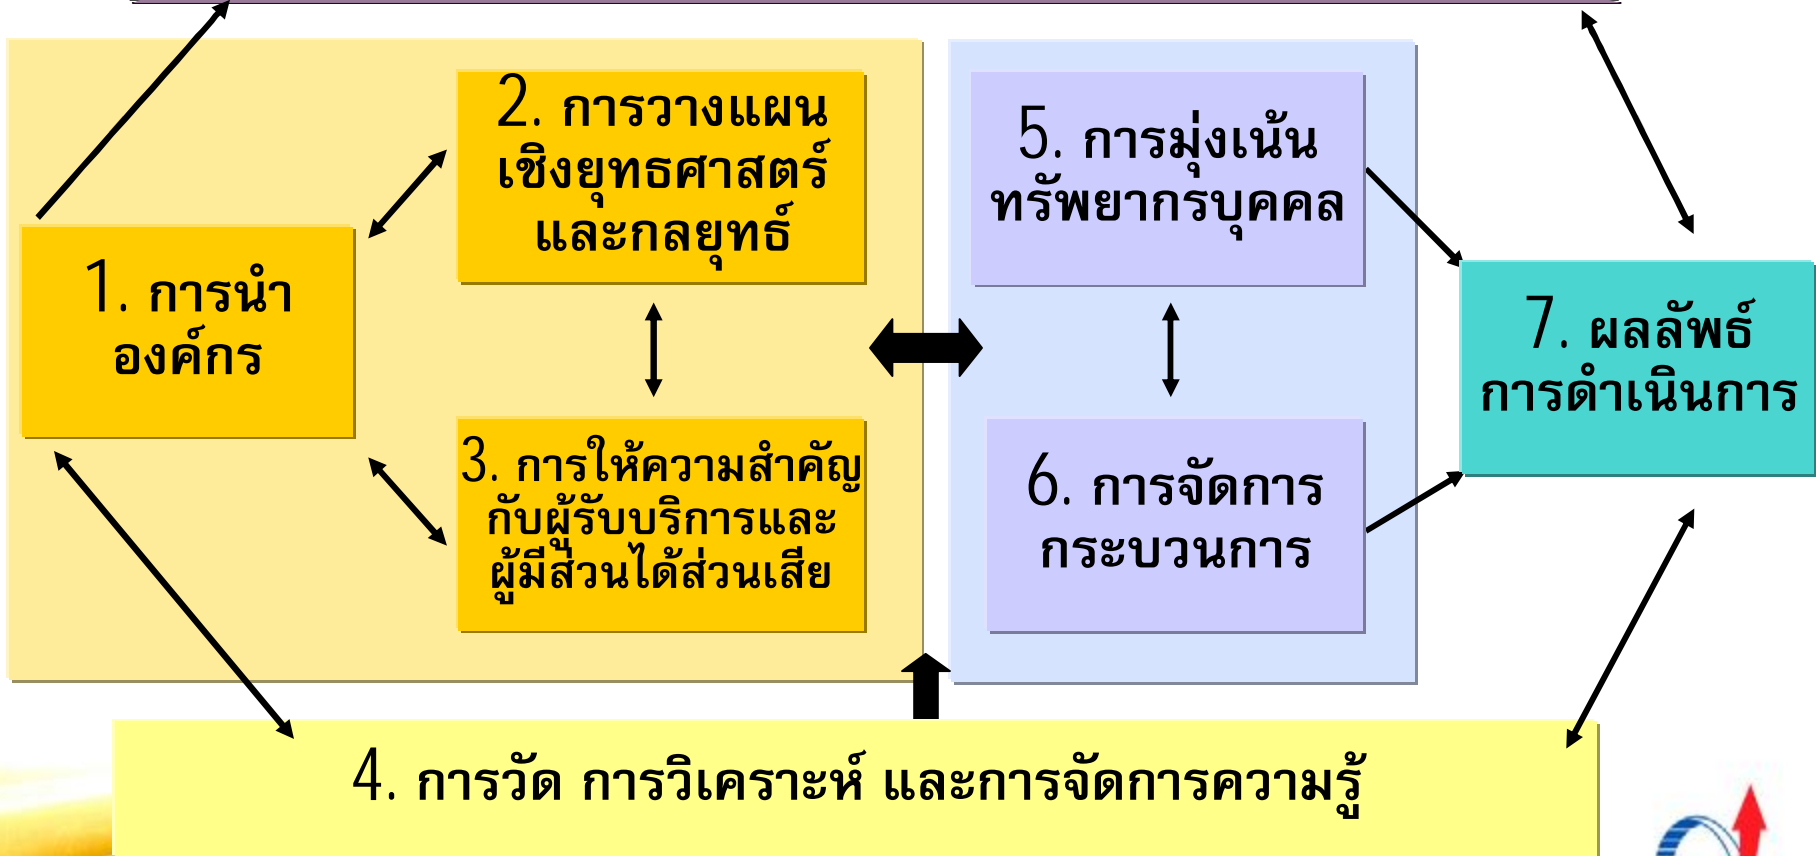 1. การนำ
องค์กร
2. การวางแผน
เชิงยุทธศาสตร์
และกลยุทธ์
3. การให้ความสำคัญ
กับผู้รับบริการและ
ผู้มีส่วนได้ส่วนเสีย
5. การมุ่งเน้น
ทรัพยากรบุคคล
6. การจัดการ
กระบวนการ
7. ผลลัพธ์
การดำเนินการ
4. การวัด การวิเคราะห์ และการจัดการความรู้